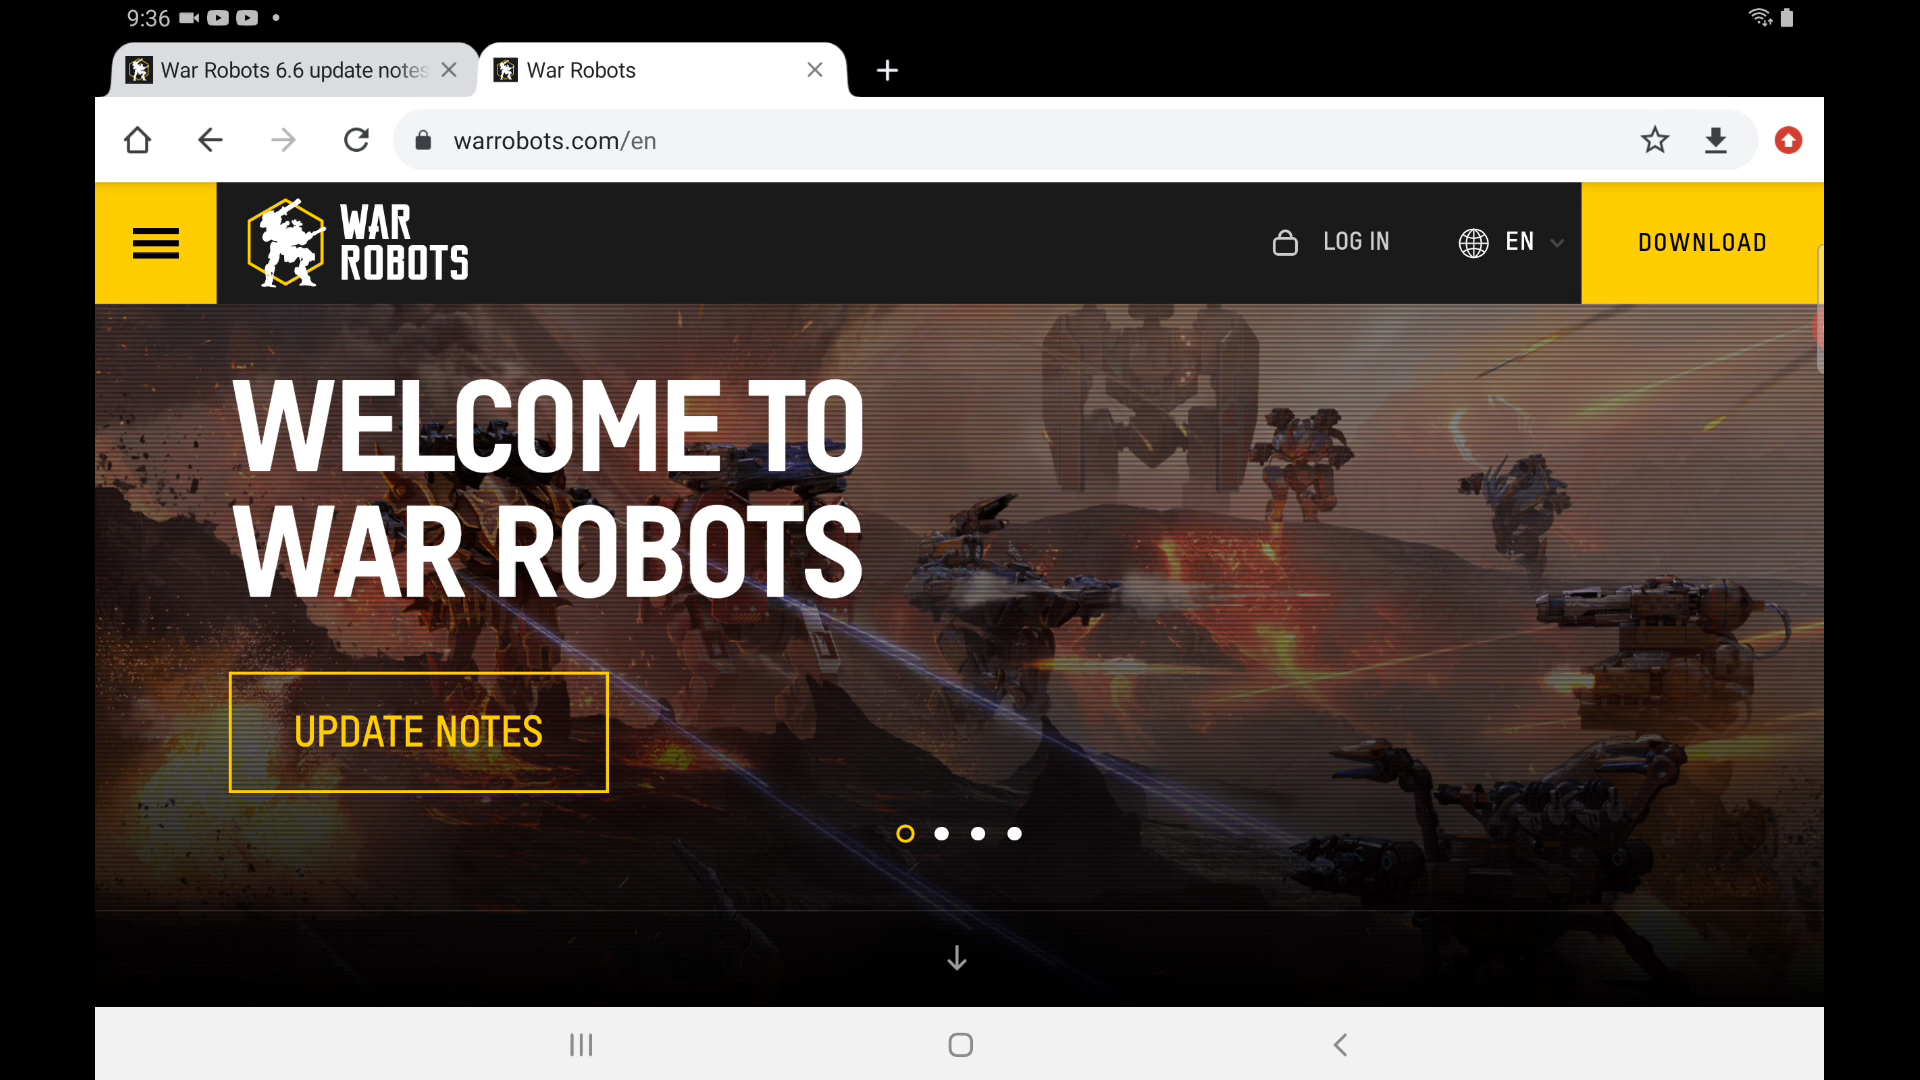 9:36
War Robots 6.6 update notes
War Robots
warrobots.com/en
WAR
ROBOTS
LOG IN
EN
DOWNLOAD
WELCOME TO
WAR ROBOTS
UPDATE NOTES